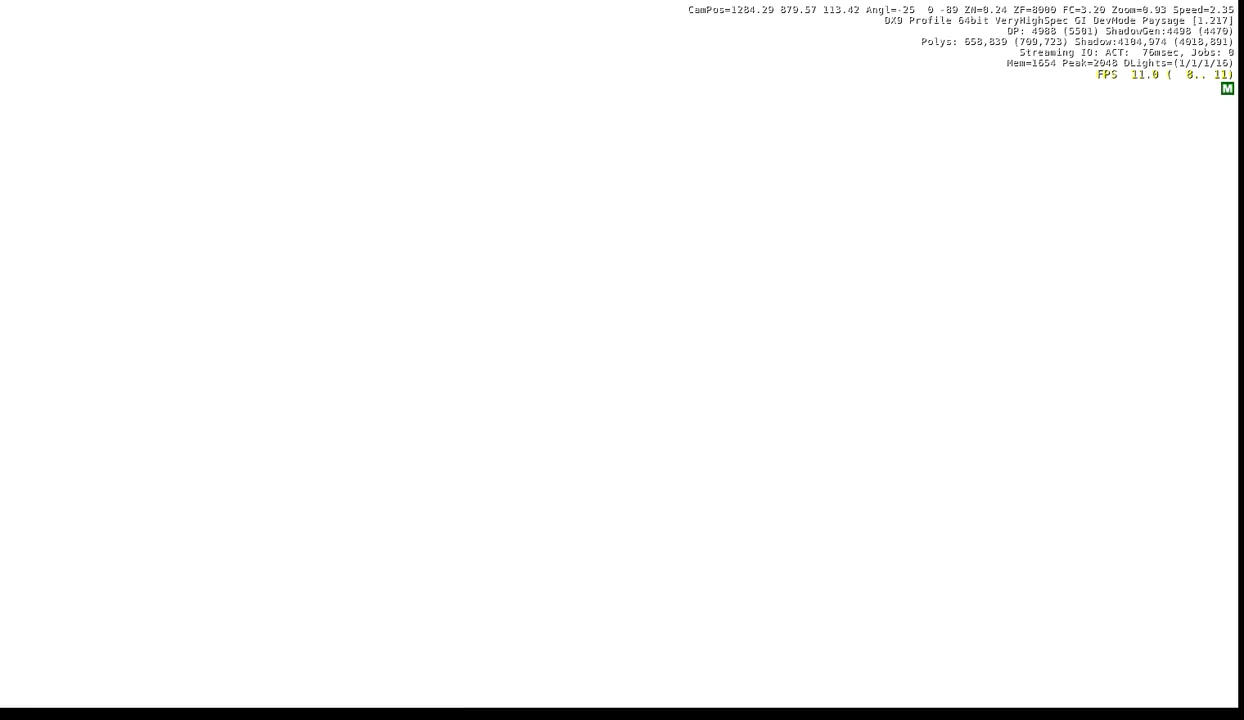 CamPos=1284.29 879.57 113.42 Angl=-25 0 -89 ZN=0.24 ZF=8000 FC=3.20 Zoom=0.93 Speed=2.35
DX9 Profile 64bit VeryHighSpec GI DevMode Paysage [1.217]
DP: 4988 (5501) ShadowGen:4498 (4470)
Polys: 658,839 (709,723) Shadow:4104,974 (4018,891)
Streaming IO: ACT: 76msec, Jobs: 0
Mem=1654 Peak=2048 DLights=(1/1/1/16)
FPS 11.0 ( 8.. 11)
M